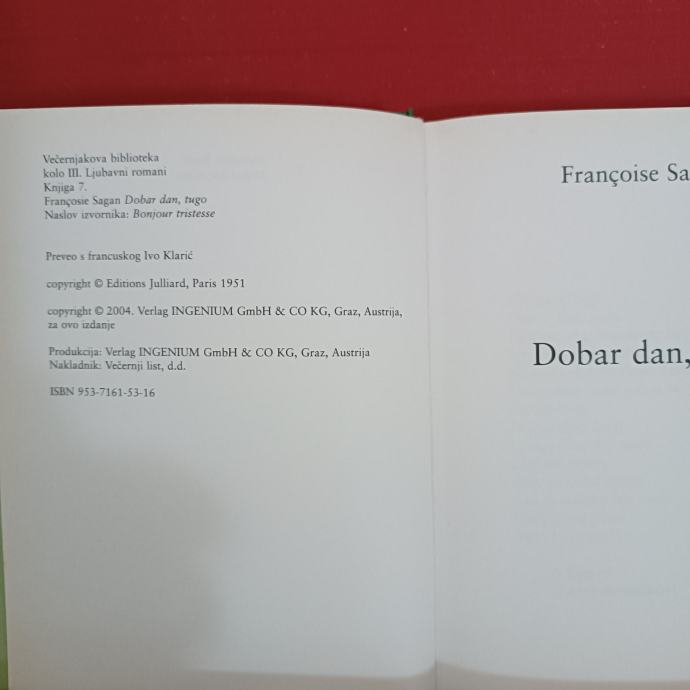 Večernjakova biblioteka
kolo III. Ljubavni romani
Knjiga 7.
Françosie Sagan Dobar dan, tugo
Naslov izvornika: Bonjour tristesse
Preveo s francuskog Ivo Klarić
copyright © Editions Julliard, Paris 1951
copyright © 2004. Verlag INGENIUM GmbH & CO KG, Graz, Austrija,
za ovo izdanje
Produkcija: Verlag INGENIUM GmbH & CO KG, Graz, Austrija
Nakladnik: Večernji list, d.d.
ISBN 953-7161-53-16
Françoise Sa
Dobar dan,